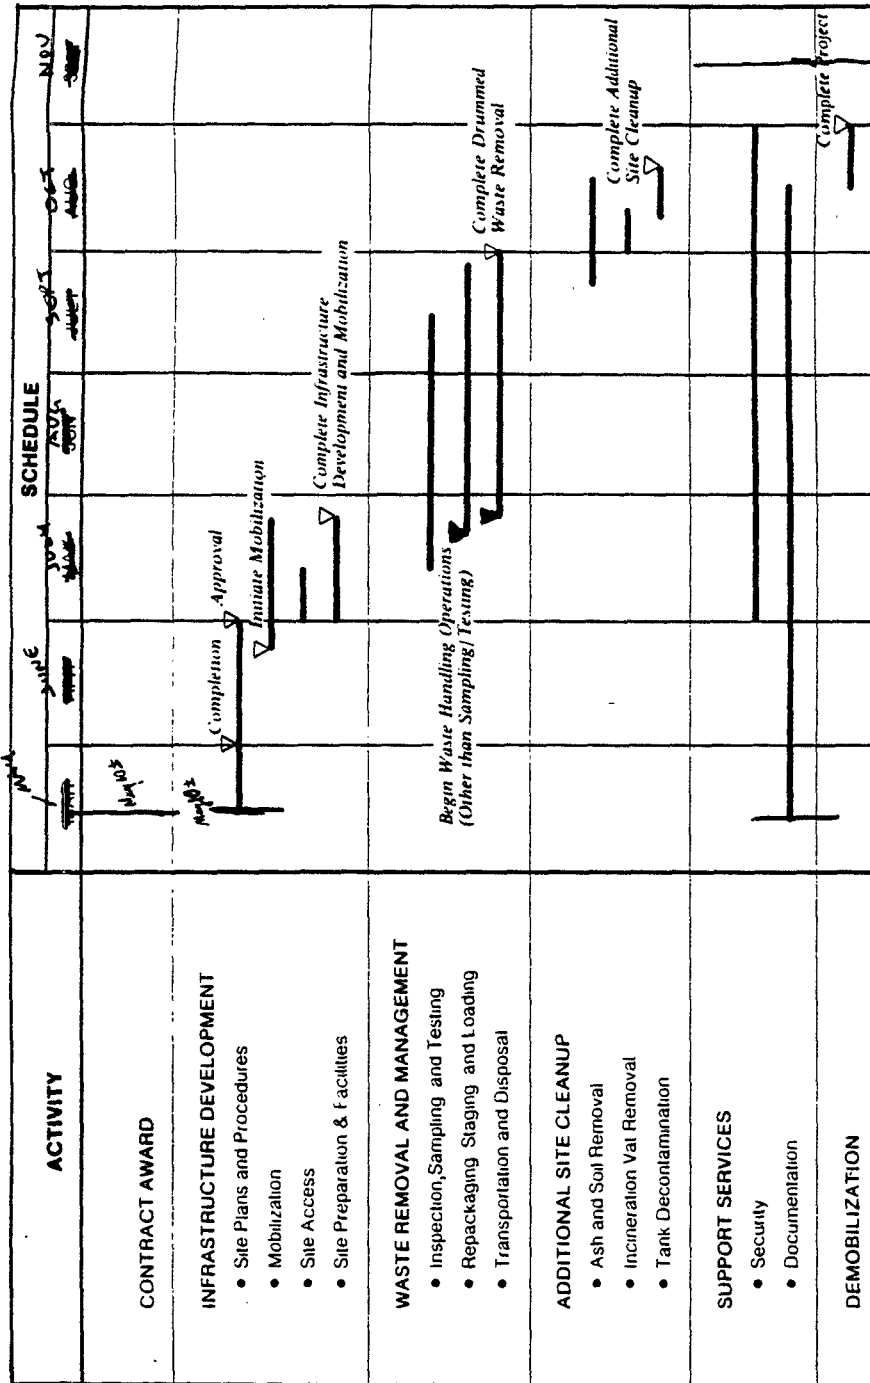 ACTIVITY
SCHEDULE
JUNE
AUG
SEPT
OCT
NOV
MAY
JUN
AUG
CONTRACT AWARD
INFRASTRUCTURE DEVELOPMENT
• Site Plans and Procedures
Completion
Approval
• Mobilization
Initiate Mobilization
• Site Access
• Site Preparation & Facilities
Complete Infrastructure
Development and Mobilization
WASTE REMOVAL AND MANAGEMENT
• Inspection, Sampling and Testing
• Repackaging Staging and Loading
• Transportation and Disposal
Begin Waste Handling Operations
(Other than Sampling/Testing)
Complete Drummed
Waste Removal
ADDITIONAL SITE CLEANUP
• Ash and Soil Removal
• Incineration Vat Removal
• Tank Decontamination
Complete Additional
Site Cleanup
SUPPORT SERVICES
• Security
• Documentation
DEMOBILIZATION
Complete Project